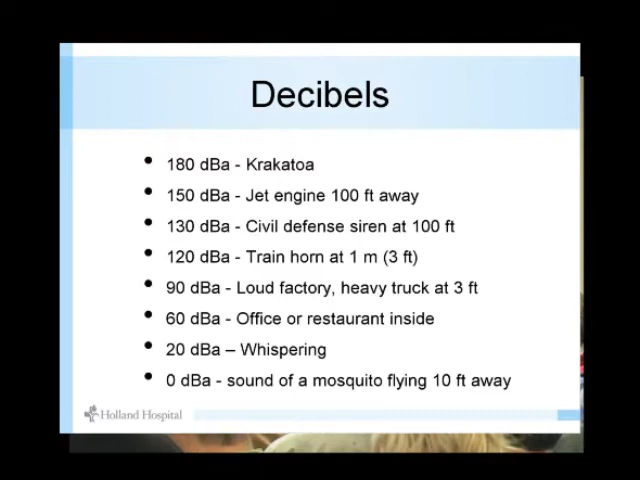 Decibels
• 180 dBa - Krakatoa
• 150 dBa - Jet engine 100 ft away
• 130 dBa - Civil defense siren at 100 ft
• 120 dBa - Train horn at 1 m (3 ft)
• 90 dBa - Loud factory, heavy truck at 3 ft
• 60 dBa - Office or restaurant inside
• 20 dBa – Whispering
• 0 dBa - sound of a mosquito flying 10 ft away
Holland Hospital